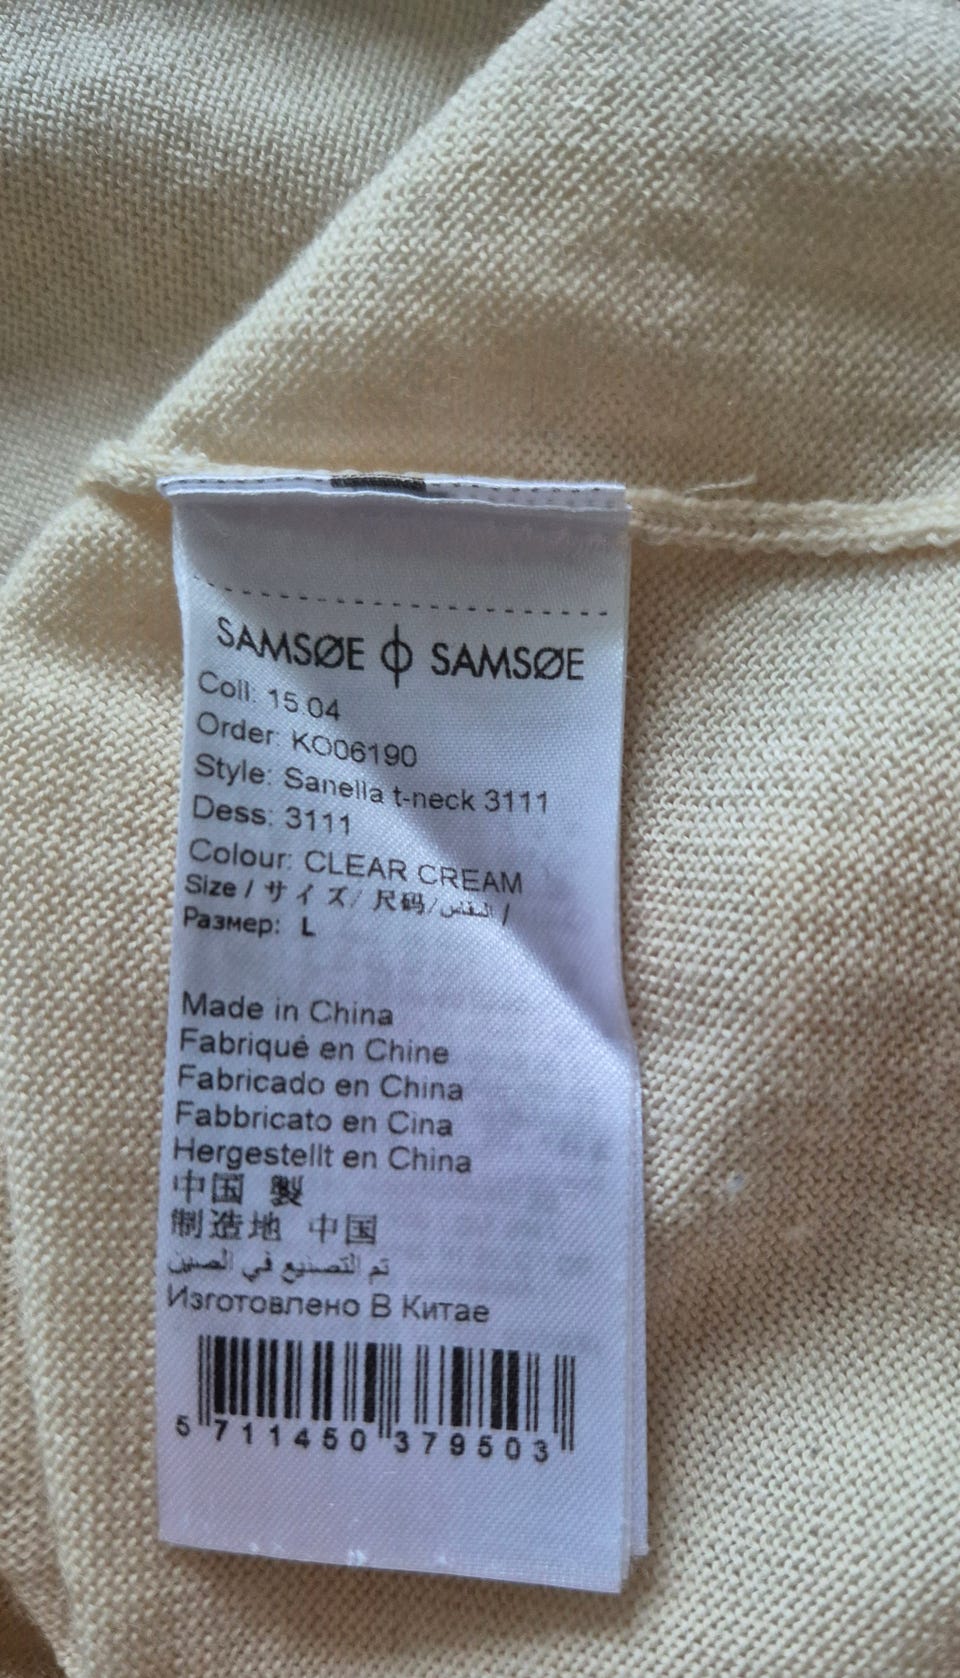 SAMSØE ϕ SAMSØE
Coll: 15.04
Order: KO06190
Style: Sanella t-neck 3111
Dess: 3111
Colour: CLEAR CREAM
Size / サイズ/ 尺码/ المقاس /
Размер: L
Made in China
Fabriqué en Chine
Fabricado en China
Fabbricato en Cina
Hergestellt en China
中国 製
制造地 中国
تم التصنيع في الصين
Изготовлено В Китае
5 711450 379503